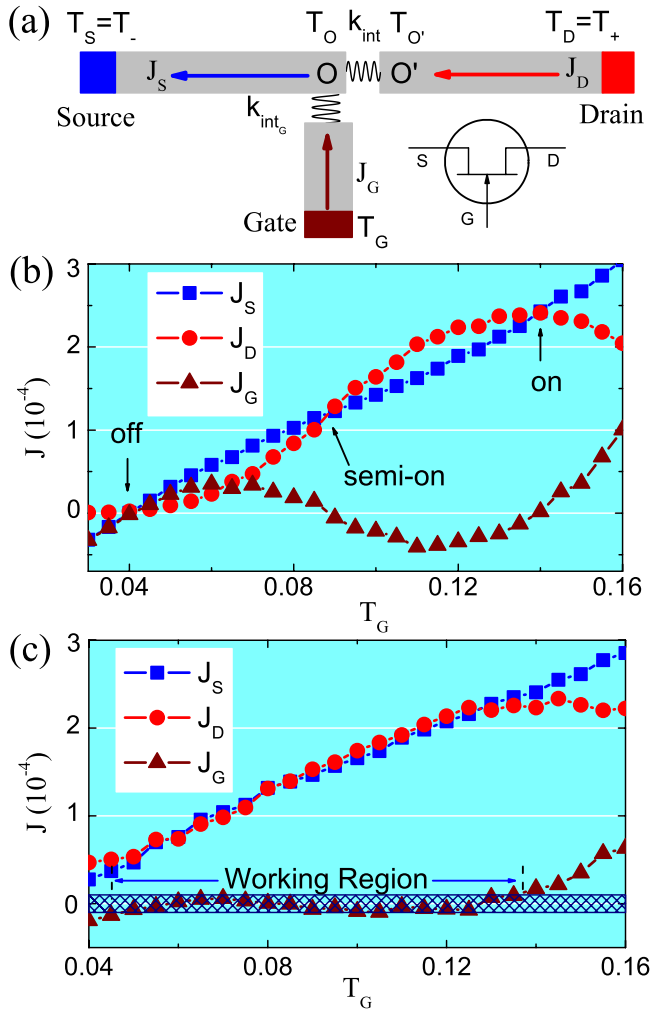 (a)
T_S=T_- T_O k_int T_O' T_D=T_+
J_S O O' J_D
Source Drain
k_int_G
J_G
S D
G
Gate T_G
(b)
3
2
1
0
J (10^-4)
J_S
J_D
J_G
off
semi-on
on
0.04 0.08 0.12 0.16
T_G
(c)
3
2
1
0
J (10^-4)
J_S
J_D
J_G
Working Region
0.04 0.08 0.12 0.16
T_G